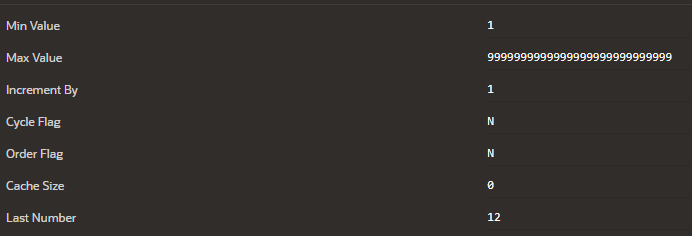 Min Value 1
Max Value 9999999999999999999999999999
Increment By 1
Cycle Flag N
Order Flag N
Cache Size 0
Last Number 12